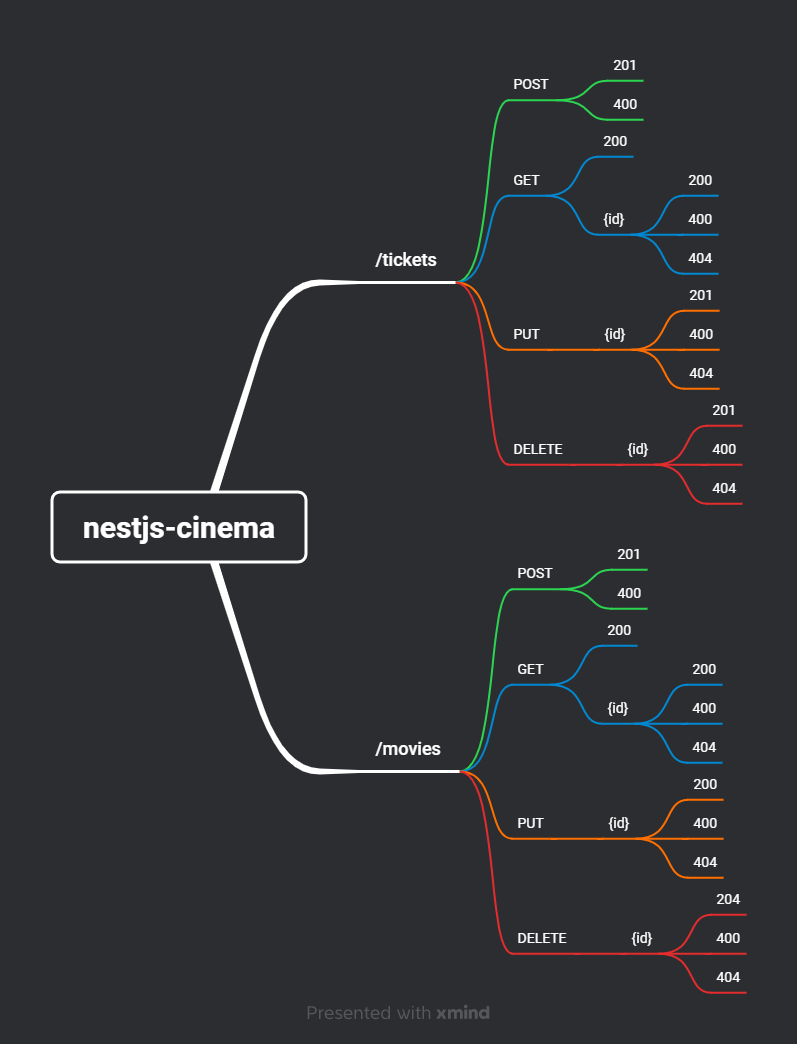 nestjs-cinema
/tickets
POST
201
400
GET
200
{id}
200
400
404
PUT
{id}
201
400
404
DELETE
{id}
201
400
404
/movies
POST
201
400
GET
200
{id}
200
400
404
PUT
{id}
200
400
404
DELETE
{id}
204
400
404
Presented with xmind